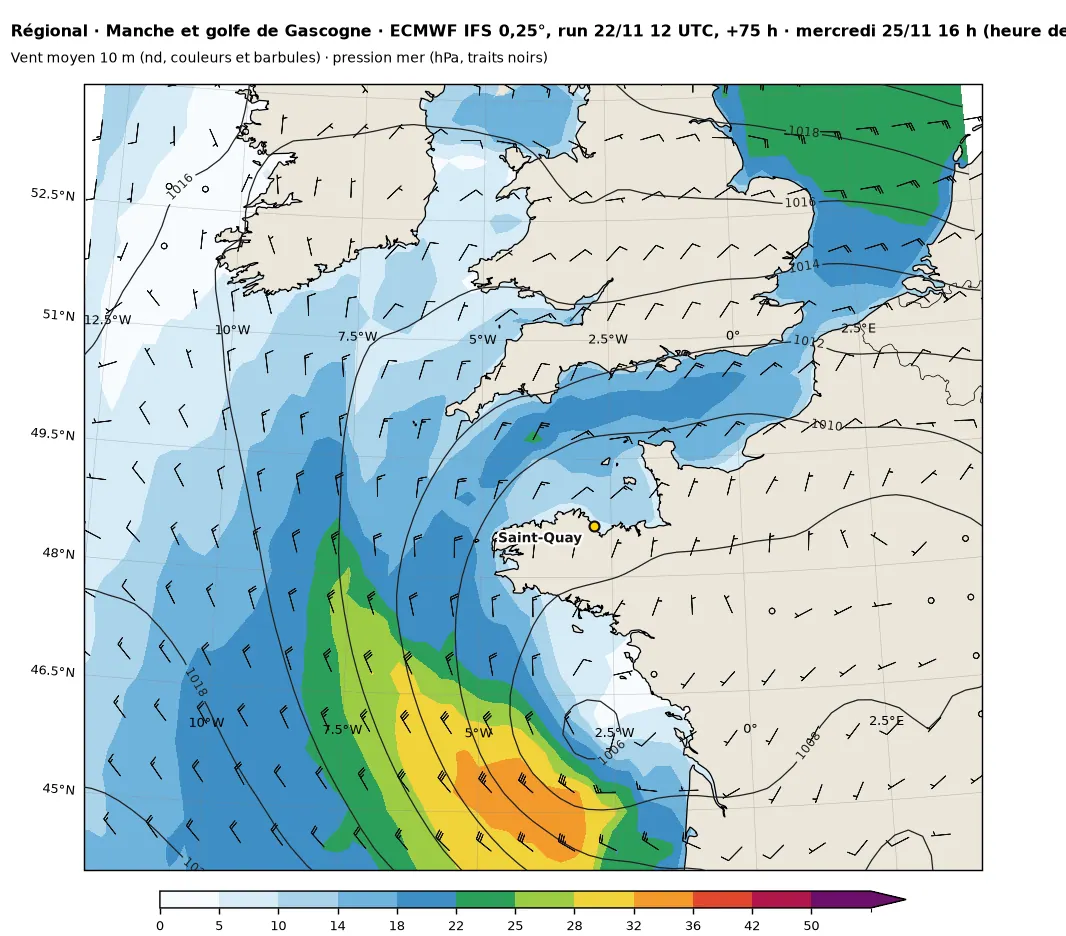 Régional · Manche et golfe de Gascogne · ECMWF IFS 0,25°, run 22/11 12 UTC, +75 h · mercredi 25/11 16 h (heure de
Vent moyen 10 m (nd, couleurs et barbules) · pression mer (hPa, traits noirs)
1018
52.5°N
1016
1016
1014
51°N
12.5°W
10°W
7.5°W
5°W
2.5°W
0°
2.5°E
1012
49.5°N
1010
48°N
Saint-Quay
46.5°N
1018
10°W
7.5°W
5°W
2.5°W
0°
2.5°E
1006
1008
45°N
0 5 10 14 18 22 25 28 32 36 42 50